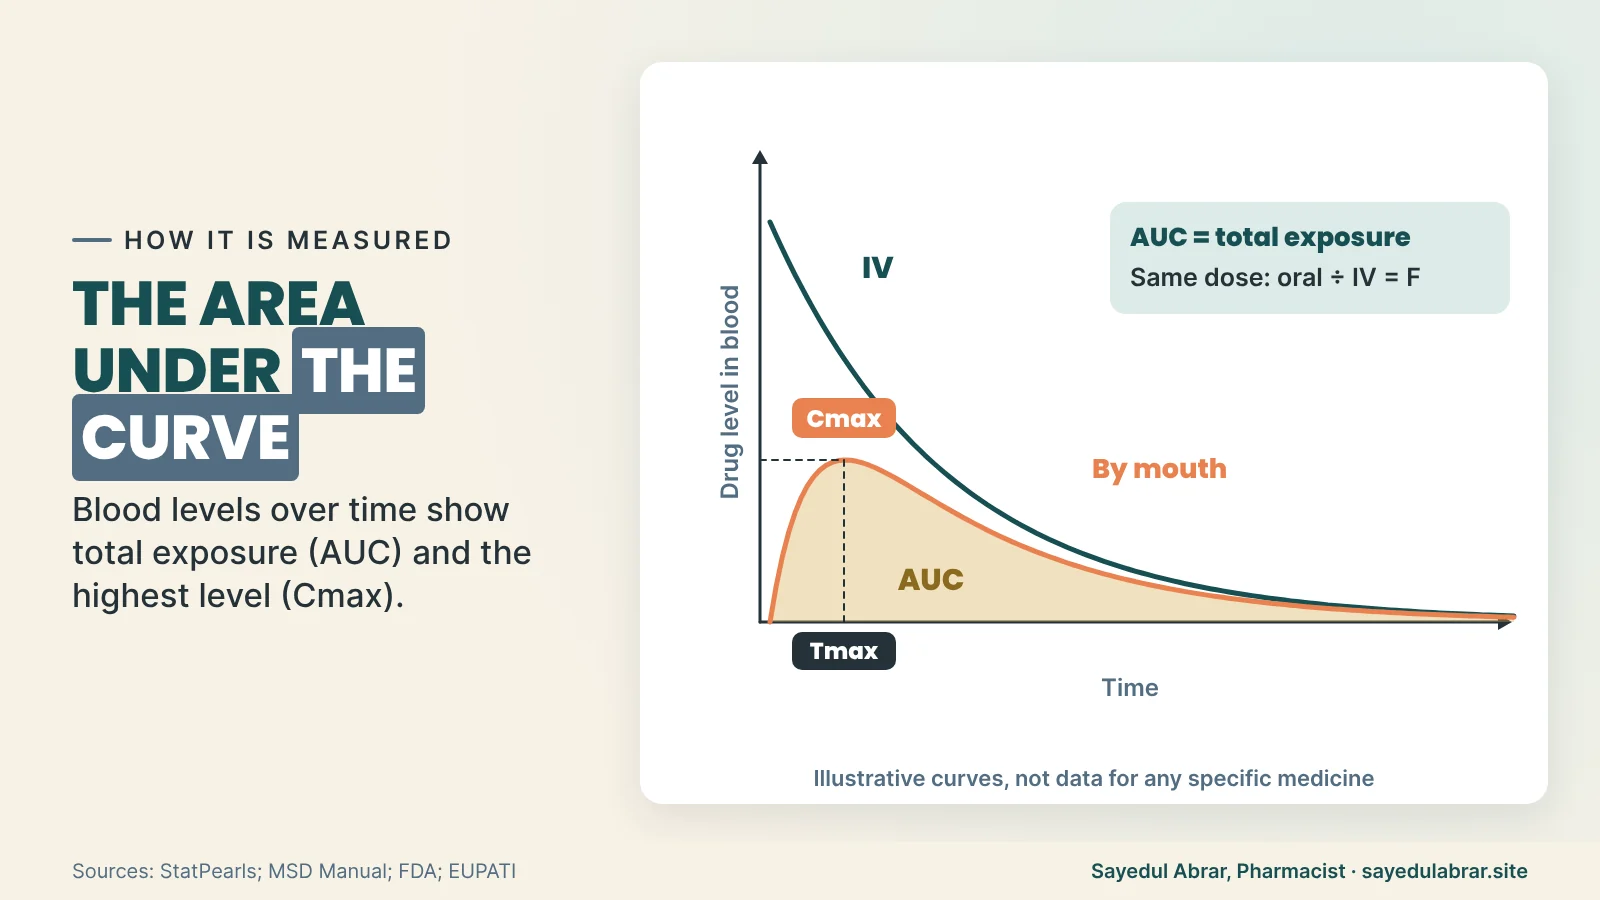 HOW IT IS MEASURED
THE AREA
UNDER THE
CURVE
Blood levels over time show
total exposure (AUC) and the
highest level (Cmax).
Drug level in blood
IV
AUC = total exposure
Same dose: oral ÷ IV = F
Cmax
By mouth
AUC
Tmax
Time
Illustrative curves, not data for any specific medicine
Sources: StatPearls; MSD Manual; FDA; EUPATI
Sayedul Abrar, Pharmacist · sayedulabrar.site